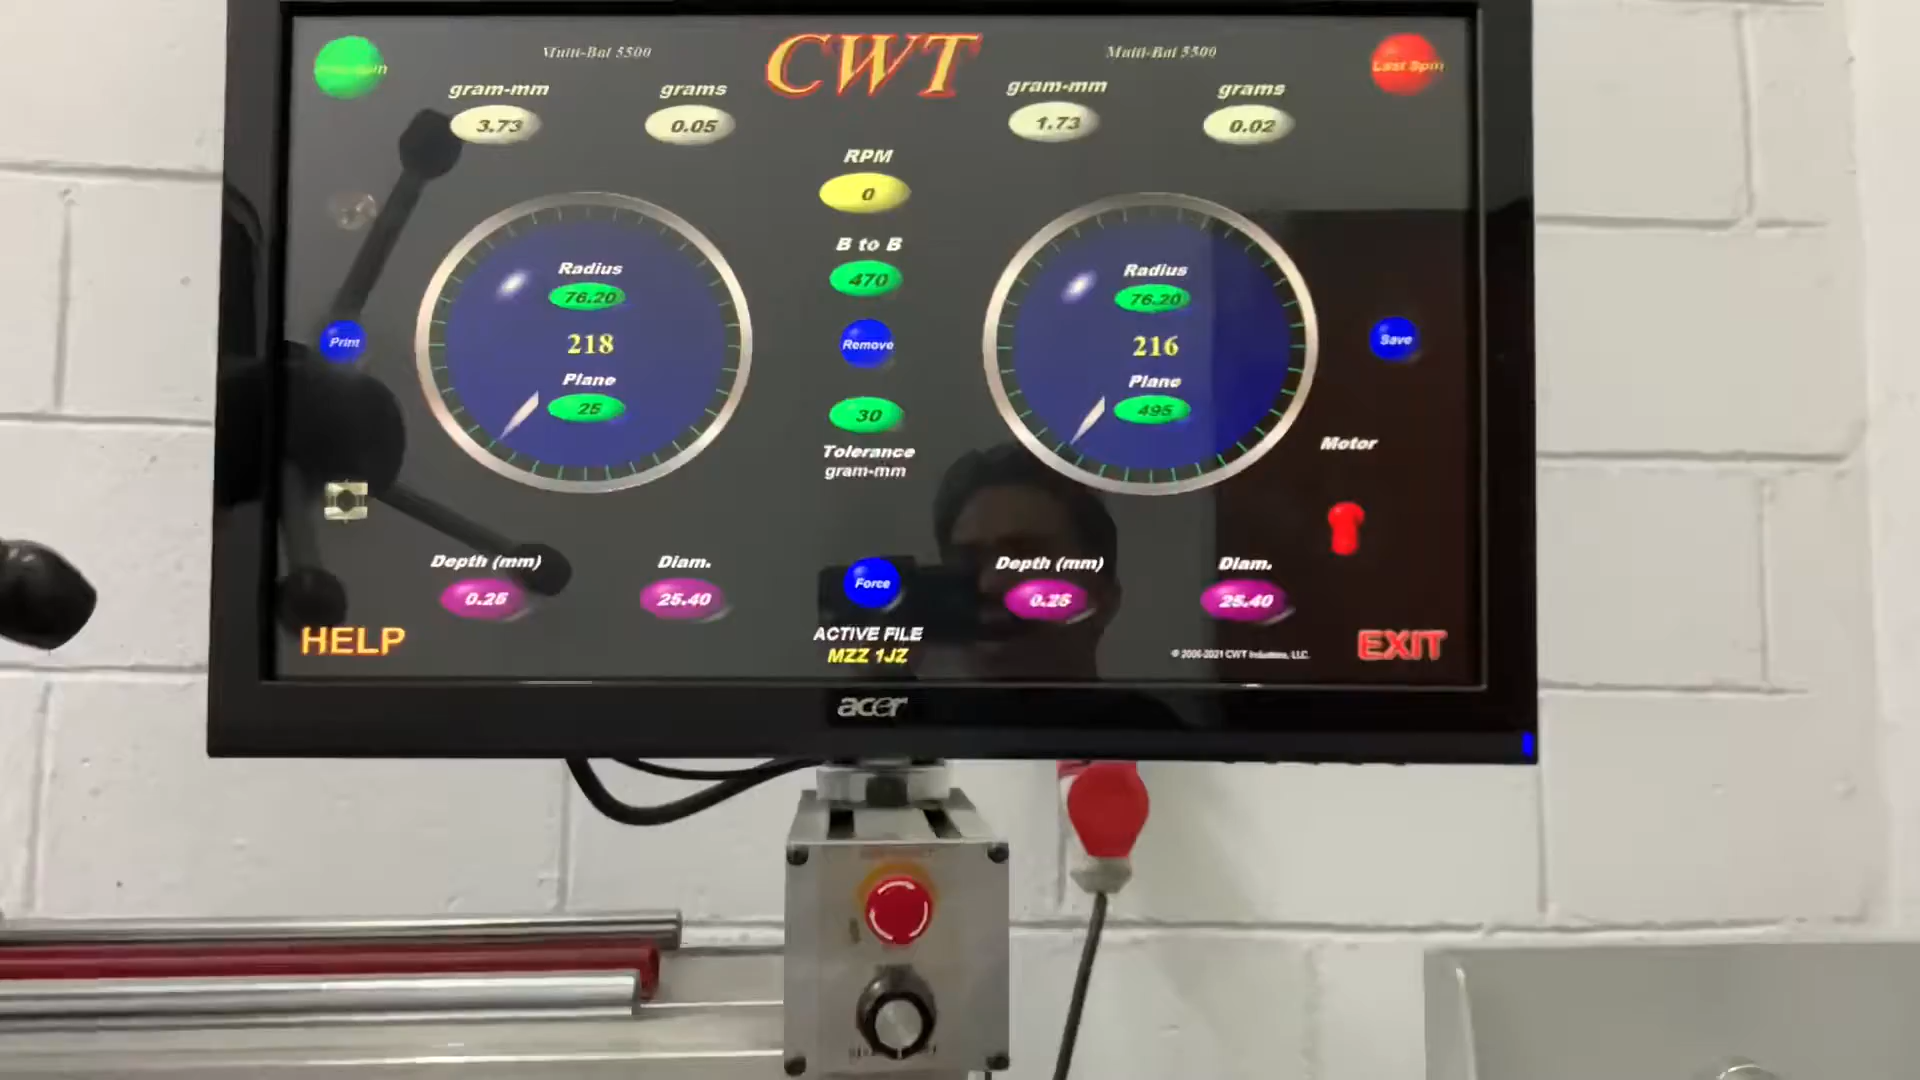 Multi-Bal 5500
CWT
Multi-Bal 5500
Last Spin
gram-mm
grams
gram-mm
grams
3.73
0.05
1.73
0.02
RPM
0
B to B
470
Radius
76.20
Radius
76.20
Print
218
Remove
216
Save
Plane
25
Plane
495
30
Tolerance
gram-mm
Motor
Depth (mm)
Diam.
Depth (mm)
Diam.
0.25
25.40
Force
0.25
25.40
HELP
ACTIVE FILE
MZZ 1JZ
© 2006-2021 CWT Industries, LLC.
EXIT
acer